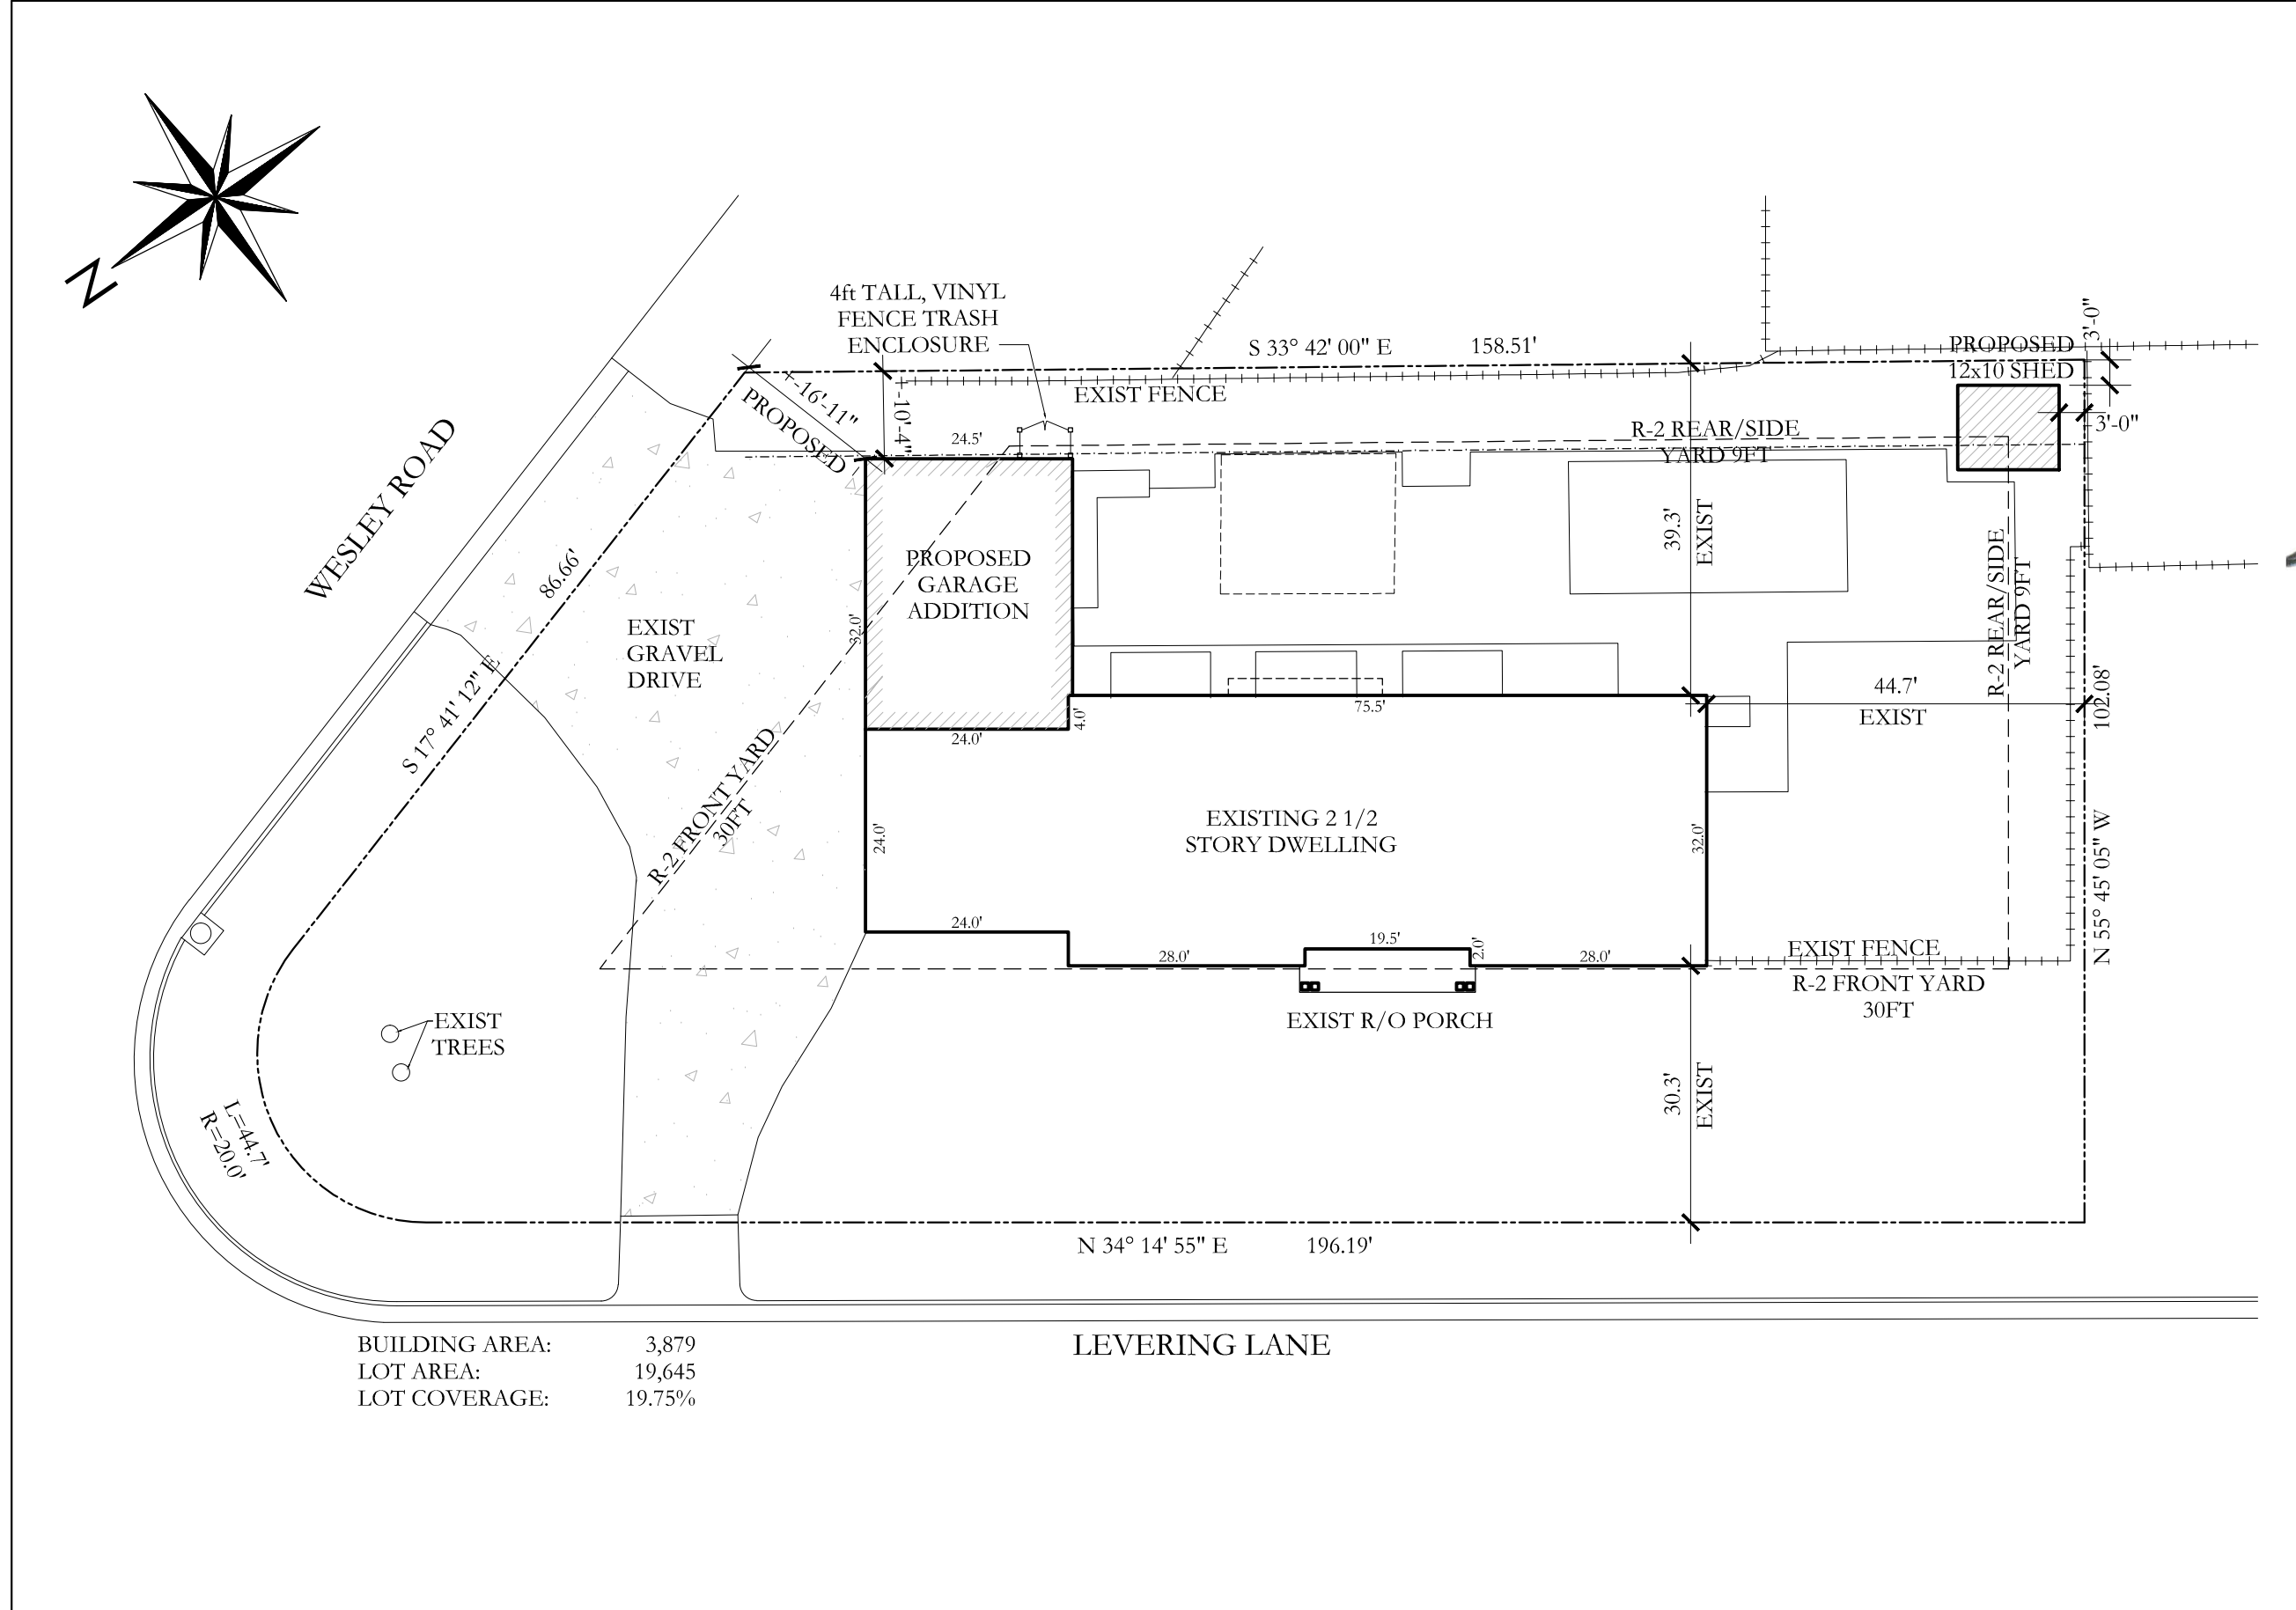 N
4ft TALL, VINYL
FENCE TRASH
ENCLOSURE
S 33° 42' 00" E 158.51'
EXIST FENCE
PROPOSED
12x10 SHED
3'-0"
3'-0"
+-16'-11"
PROPOSED
+-10'-4"
24.5'
R-2 REAR/SIDE
YARD 9FT
WESLEY ROAD
86.66'
S 17° 41' 12" E
EXIST
GRAVEL
DRIVE
PROPOSED
GARAGE
ADDITION
32.0'
39.3'
EXIST
R-2 REAR/SIDE
YARD 9FT
44.7'
EXIST
102.08'
N 55° 45' 05" W
4.0'
75.5'
24.0'
R-2 FRONT YARD
30FT
24.0'
EXISTING 2 1/2
STORY DWELLING
32.0'
24.0'
28.0'
19.5'
2.0'
28.0'
EXIST FENCE
R-2 FRONT YARD
30FT
EXIST R/O PORCH
EXIST
TREES
30.3'
EXIST
L=44.7'
R=20.0'
N 34° 14' 55" E 196.19'
LEVERING LANE
BUILDING AREA: 3,879
LOT AREA: 19,645
LOT COVERAGE: 19.75%